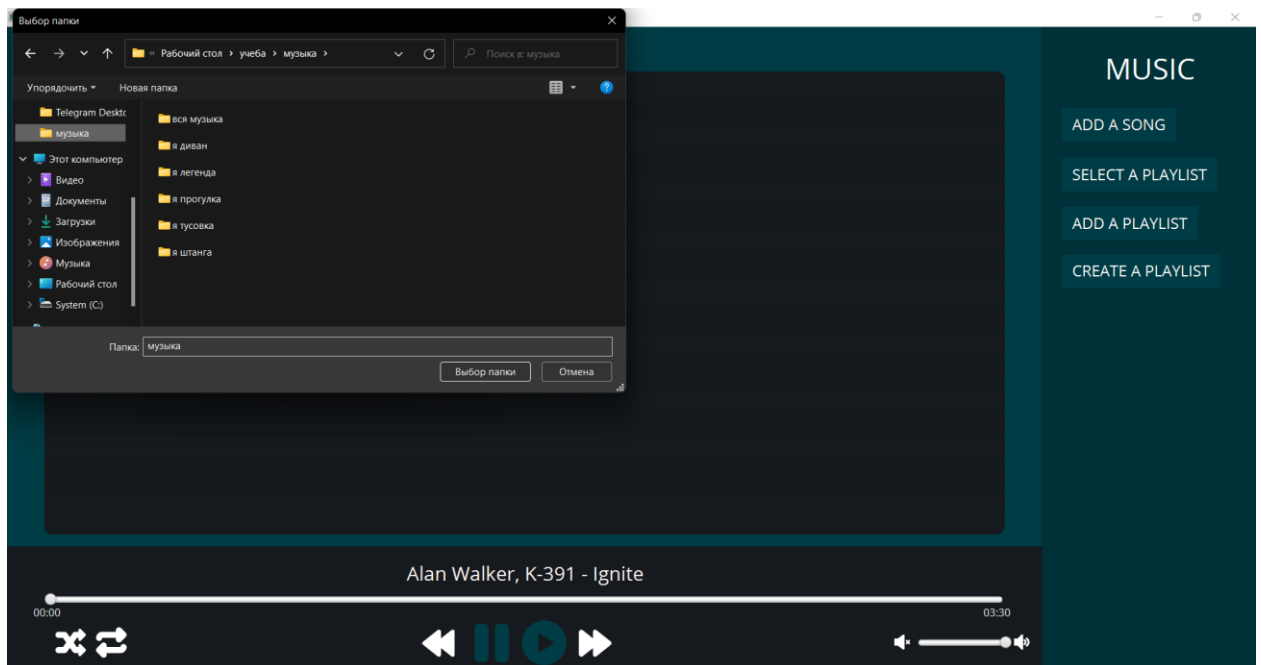 Выбор папки
« Рабочий стол › учеба › музыка ›
Поиск в: музыка
Упорядочить
Новая папка
Telegram Deskto
музыка
Этот компьютер
Видео
Документы
Загрузки
Изображения
Музыка
Рабочий стол
System (C:)
вся музыка
я диван
я легенда
я прогулка
я тусовка
я штанга
Папка: музыка
Выбор папки
Отмена
MUSIC
ADD A SONG
SELECT A PLAYLIST
ADD A PLAYLIST
CREATE A PLAYLIST
Alan Walker, K-391 - Ignite
00:00
03:30